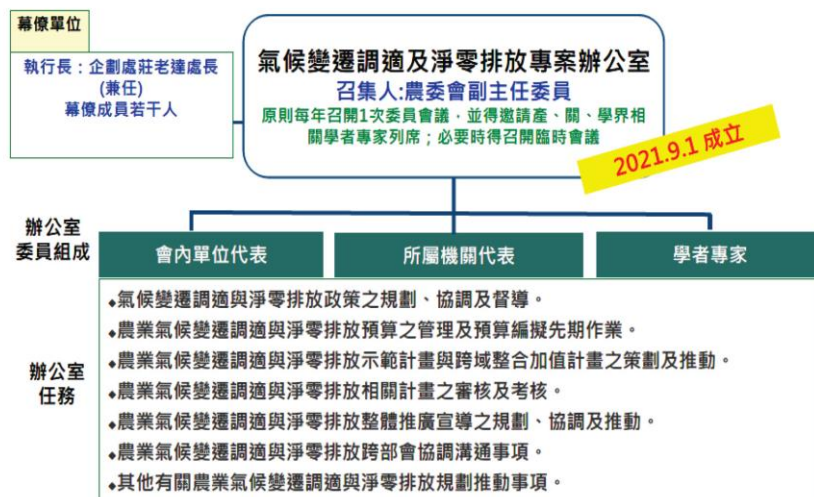 幕僚單位
執行長：企劃處莊老達處長
(兼任)
幕僚成員若干人
氣候變遷調適及淨零排放專案辦公室
召集人:農委會副主任委員
原則每年召開1次委員會議，並得邀請產、關、學界相
關學者專家列席；必要時得召開臨時會議
2021.9.1 成立
辦公室
委員組成
會內單位代表
所屬機關代表
學者專家
辦公室
任務
◆氣候變遷調適與淨零排放政策之規劃、協調及督導。
◆農業氣候變遷調適與淨零排放預算之管理及預算編擬先期作業。
◆農業氣候變遷調適與淨零排放示範計畫與跨域整合加值計畫之策劃及推動。
◆農業氣候變遷調適與淨零排放相關計畫之審核及考核。
◆農業氣候變遷調適與淨零排放整體推廣宣導之規劃、協調及推動。
◆農業氣候變遷調適與淨零排放跨部會協調溝通事項。
◆其他有關農業氣候變遷調適與淨零排放規劃推動事項。